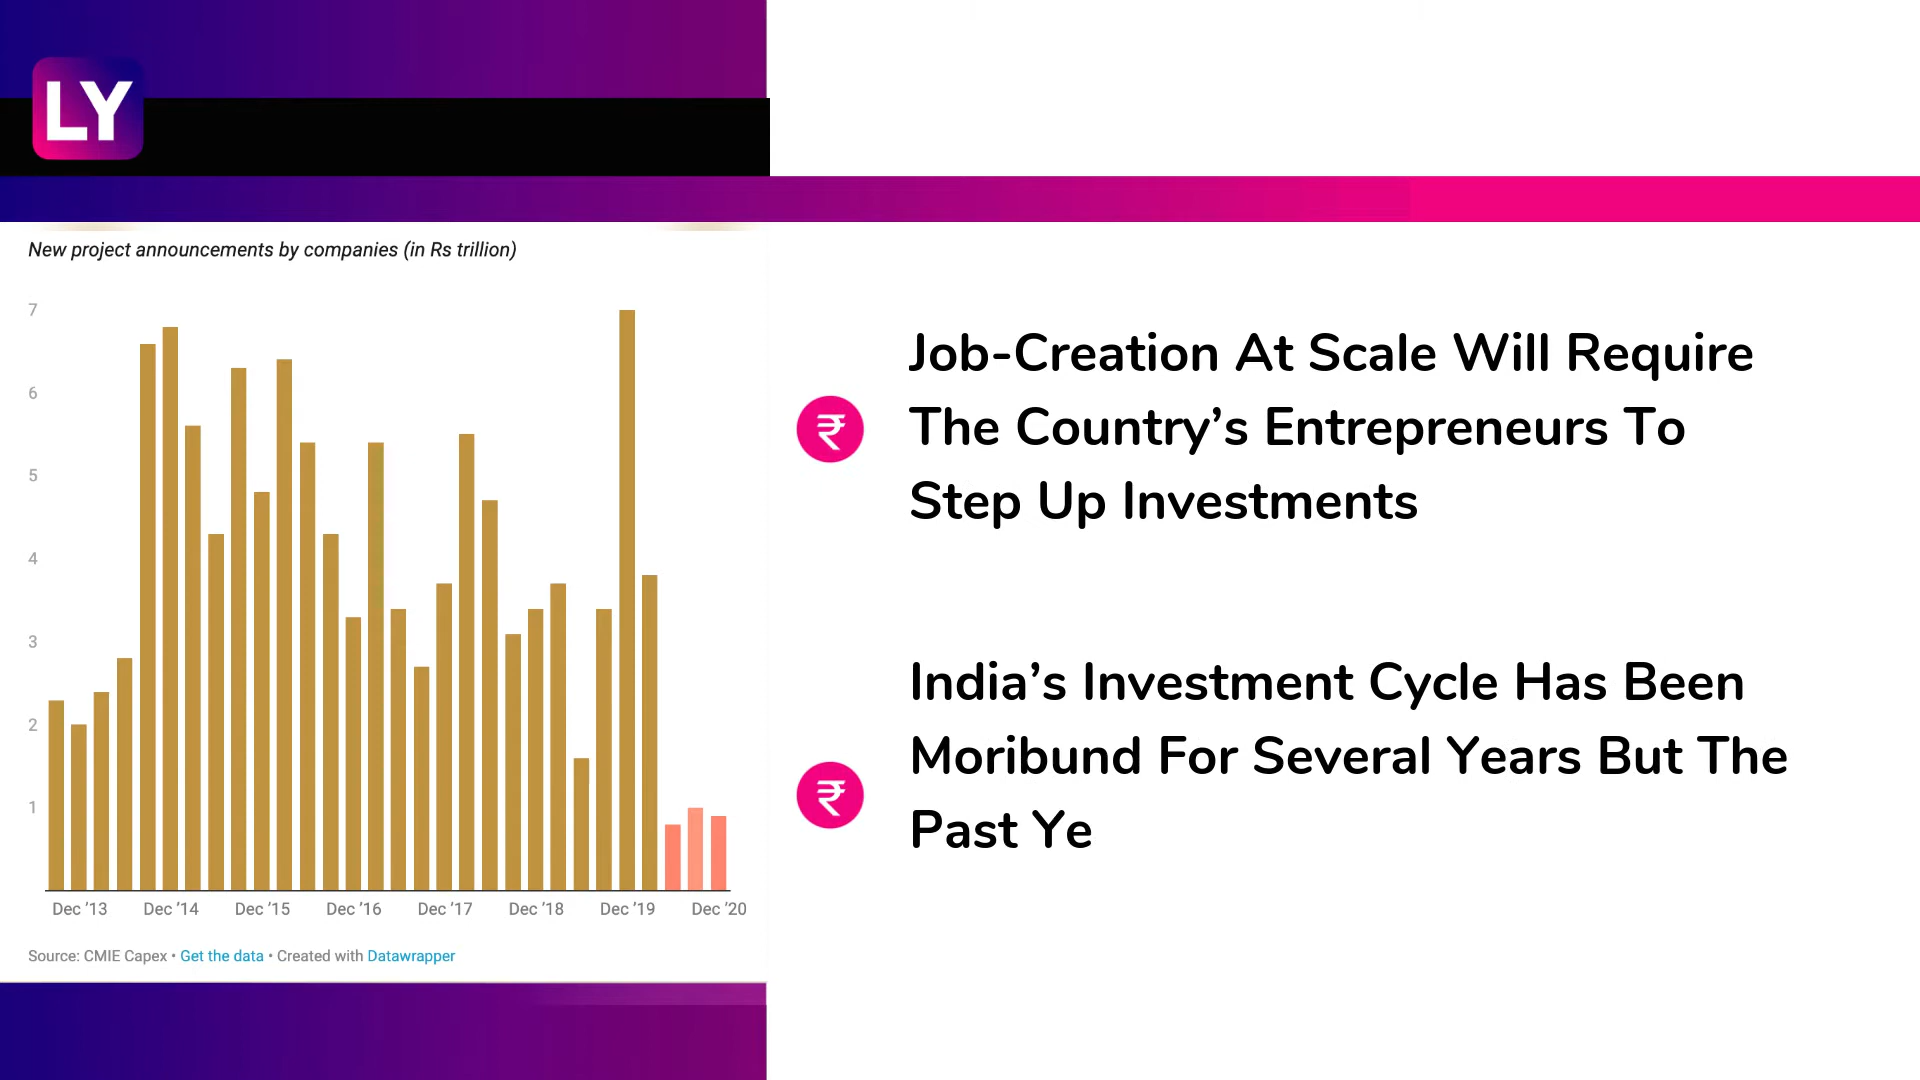 LY
New project announcements by companies (in Rs trillion)
7
6
5
4
3
2
1
Dec ’13 Dec ’14 Dec ’15 Dec ’16 Dec ’17 Dec ’18 Dec ’19 Dec ’20
Source: CMIE Capex • Get the data • Created with Datawrapper
₹
Job-Creation At Scale Will Require
The Country’s Entrepreneurs To
Step Up Investments
₹
India’s Investment Cycle Has Been
Moribund For Several Years But The
Past Ye